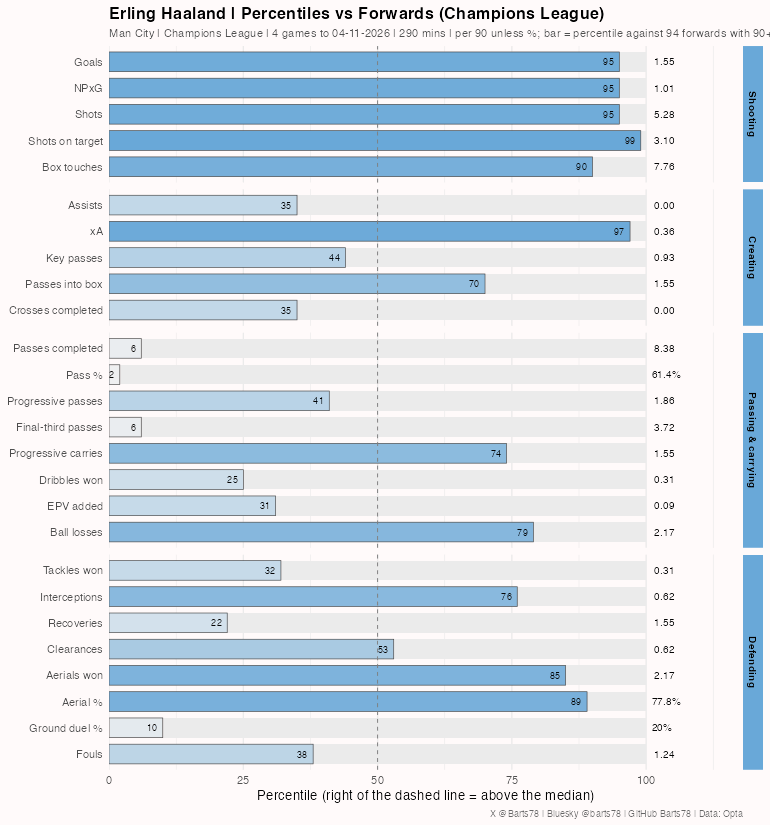 Erling Haaland | Percentiles vs Forwards (Champions League)
Man City | Champions League | 4 games to 04-11-2026 | 290 mins | per 90 unless %; bar = percentile against 94 forwards with 90+
Goals 95 1.55
NPxG 95 1.01
Shots 95 5.28
Shots on target 99 3.10
Box touches 90 7.76
Shooting
Assists 35 0.00
xA 97 0.36
Key passes 44 0.93
Passes into box 70 1.55
Crosses completed 35 0.00
Creating
Passes completed 6 8.38
Pass % 2 61.4%
Progressive passes 41 1.86
Final-third passes 6 3.72
Progressive carries 74 1.55
Dribbles won 25 0.31
EPV added 31 0.09
Ball losses 79 2.17
Passing & carrying
Tackles won 32 0.31
Interceptions 76 0.62
Recoveries 22 1.55
Clearances 53 0.62
Aerials won 85 2.17
Aerial % 89 77.8%
Ground duel % 10 20%
Fouls 38 1.24
Defending
0 25 50 75 100
Percentile (right of the dashed line = above the median)
X @Barts78 | Bluesky @barts78 | GitHub Barts78 | Data: Opta